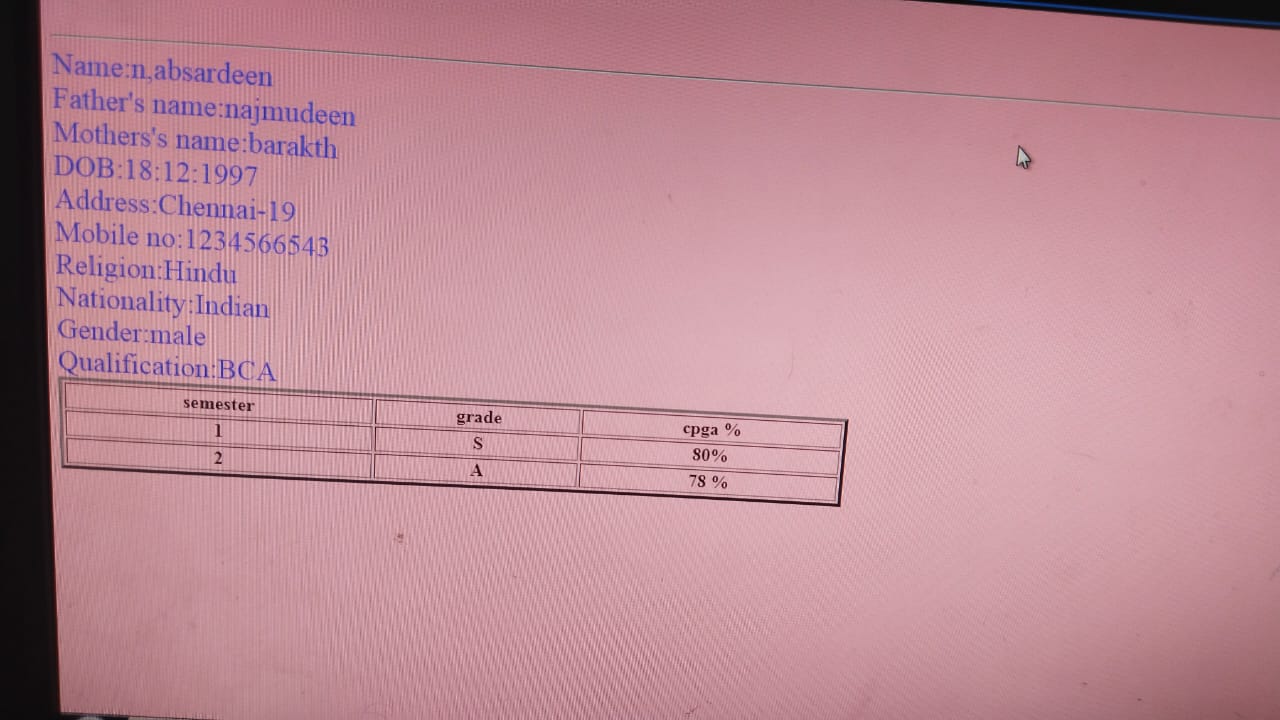 Name:n,absardeen
Father's name:najmudeen
Mothers's name:barakth
DOB:18:12:1997
Address:Chennai-19
Mobile no:1234566543
Religion:Hindu
Nationality:Indian
Gender:male
Qualification:BCA
semester grade cpga %
1 S 80%
2 A 78 %